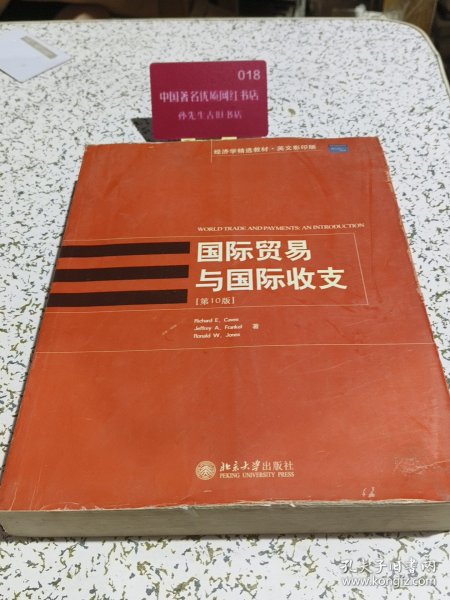 018
中国著名优质网红书店
孙先生古旧书店
经济学精选教材·英文影印版
WORLD TRADE AND PAYMENTS: AN INTRODUCTION
国际贸易
与国际收支
[第10版]
Richard E. Caves
Jeffrey A. Frankel 著
Ronald W. Jones
北京大学出版社
PEKING UNIVERSITY PRESS
孔夫子旧书网
www.kongfz.com